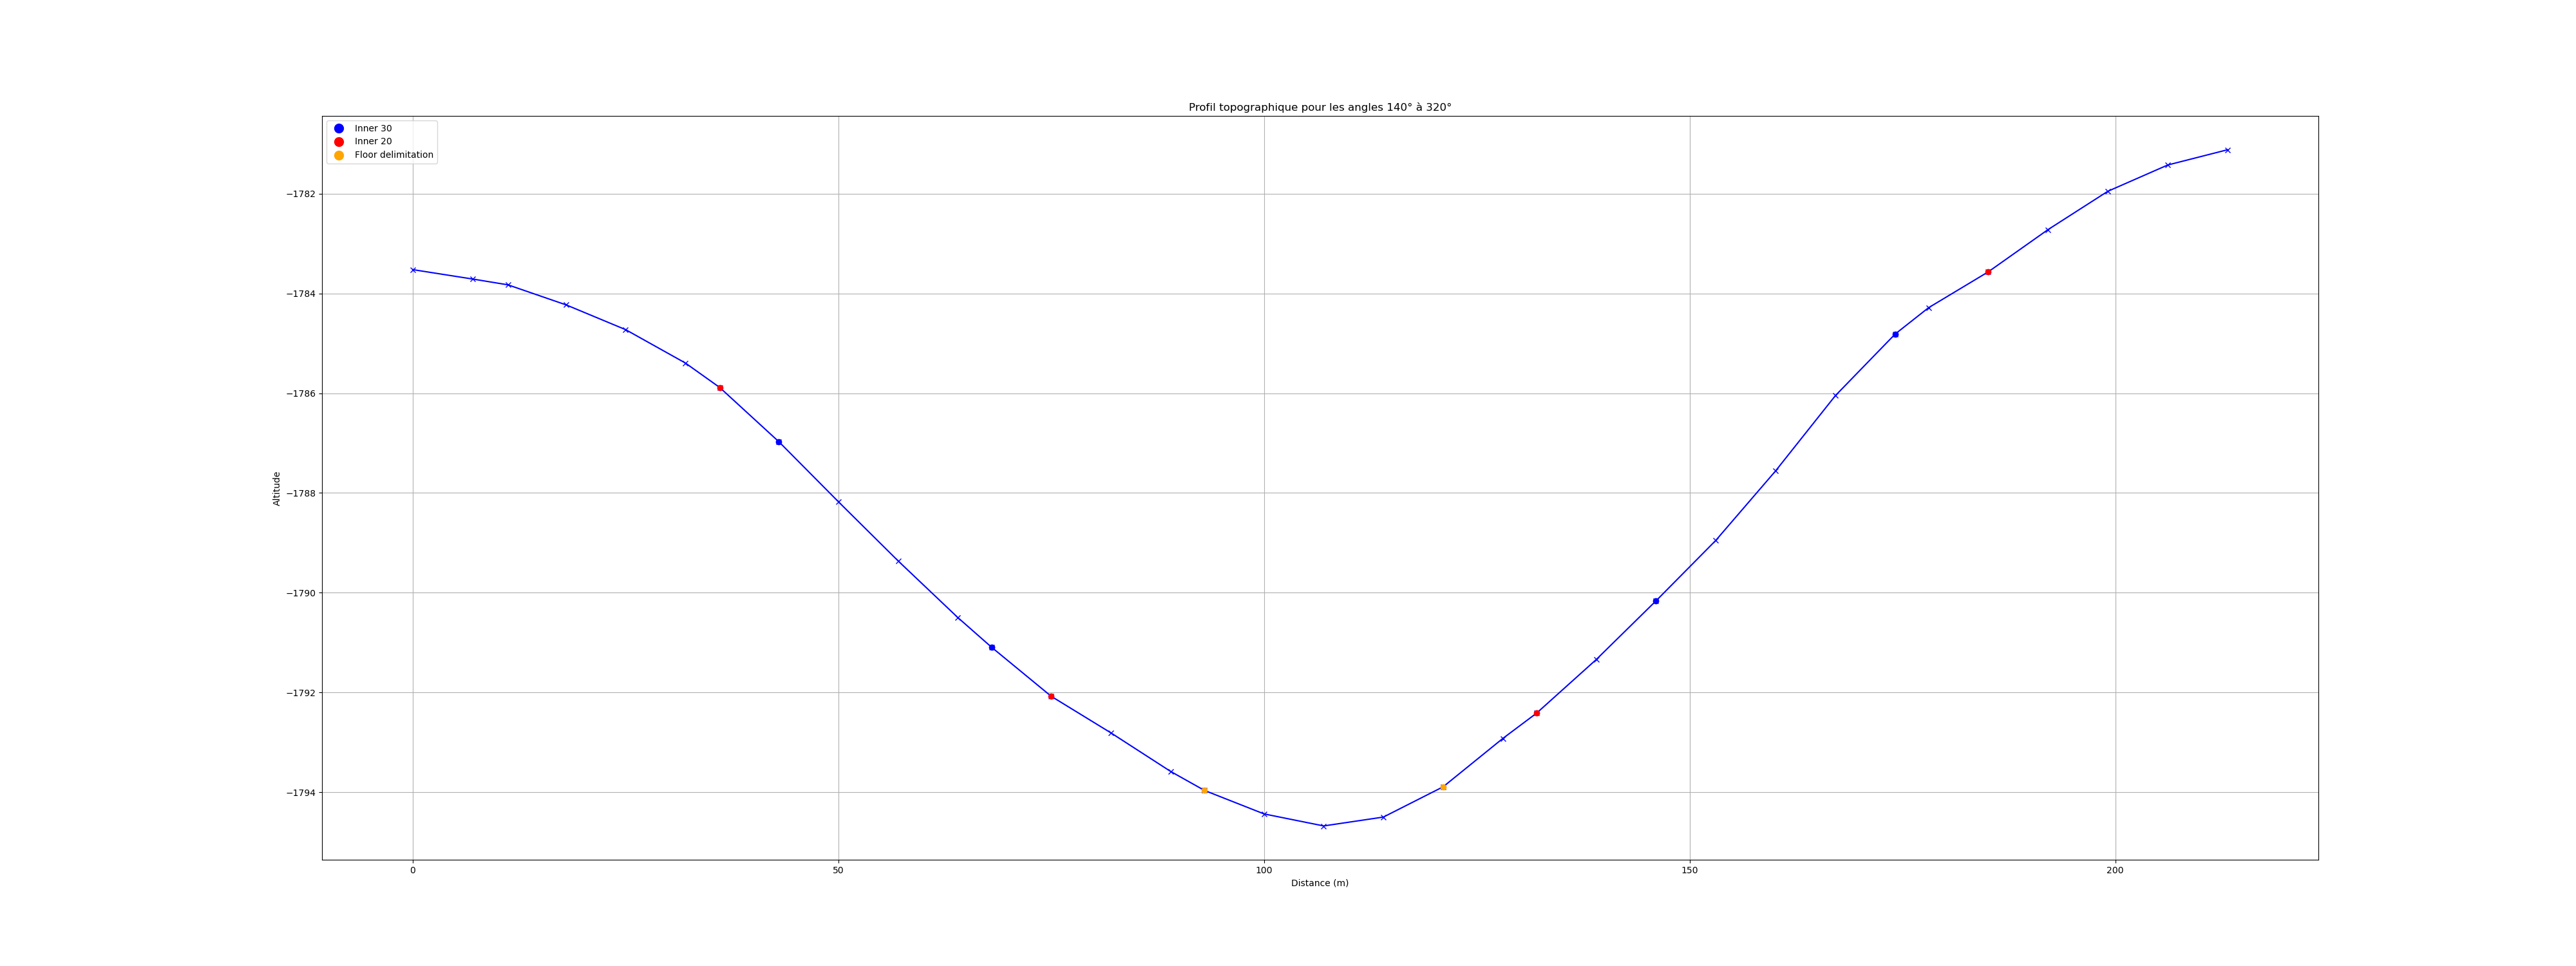 Profil topographique pour les angles 140° à 320°
Inner 30
Inner 20
Floor delimitation
Altitude
−1782
−1784
−1786
−1788
−1790
−1792
−1794
0
50
100
150
200
Distance (m)